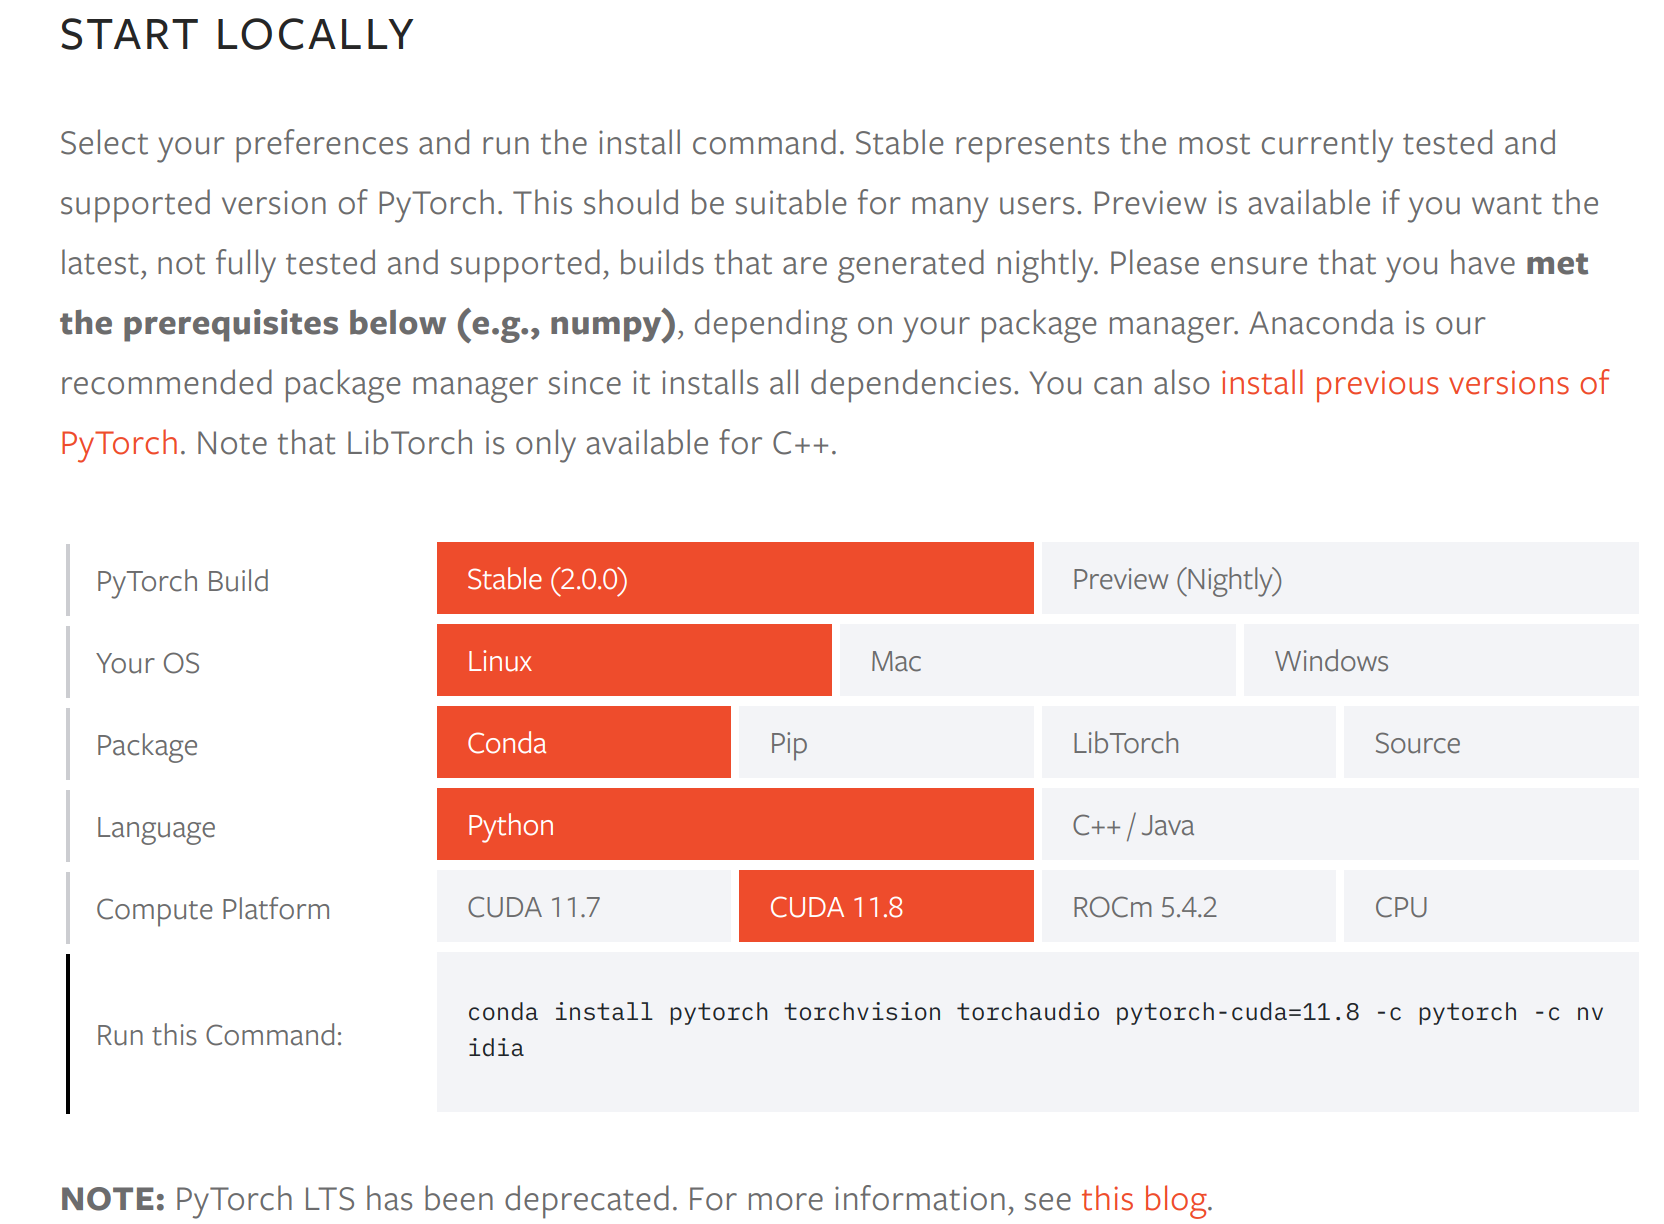 START LOCALLY
Select your preferences and run the install command. Stable represents the most currently tested and
supported version of PyTorch. This should be suitable for many users. Preview is available if you want the
latest, not fully tested and supported, builds that are generated nightly. Please ensure that you have met
the prerequisites below (e.g., numpy), depending on your package manager. Anaconda is our
recommended package manager since it installs all dependencies. You can also install previous versions of
PyTorch. Note that LibTorch is only available for C++.
PyTorch Build Stable (2.0.0) Preview (Nightly)
Your OS Linux Mac Windows
Package Conda Pip LibTorch Source
Language Python C++ / Java
Compute Platform CUDA 11.7 CUDA 11.8 ROCm 5.4.2 CPU
Run this Command: conda install pytorch torchvision torchaudio pytorch-cuda=11.8 -c pytorch -c nv
idia
NOTE: PyTorch LTS has been deprecated. For more information, see this blog.